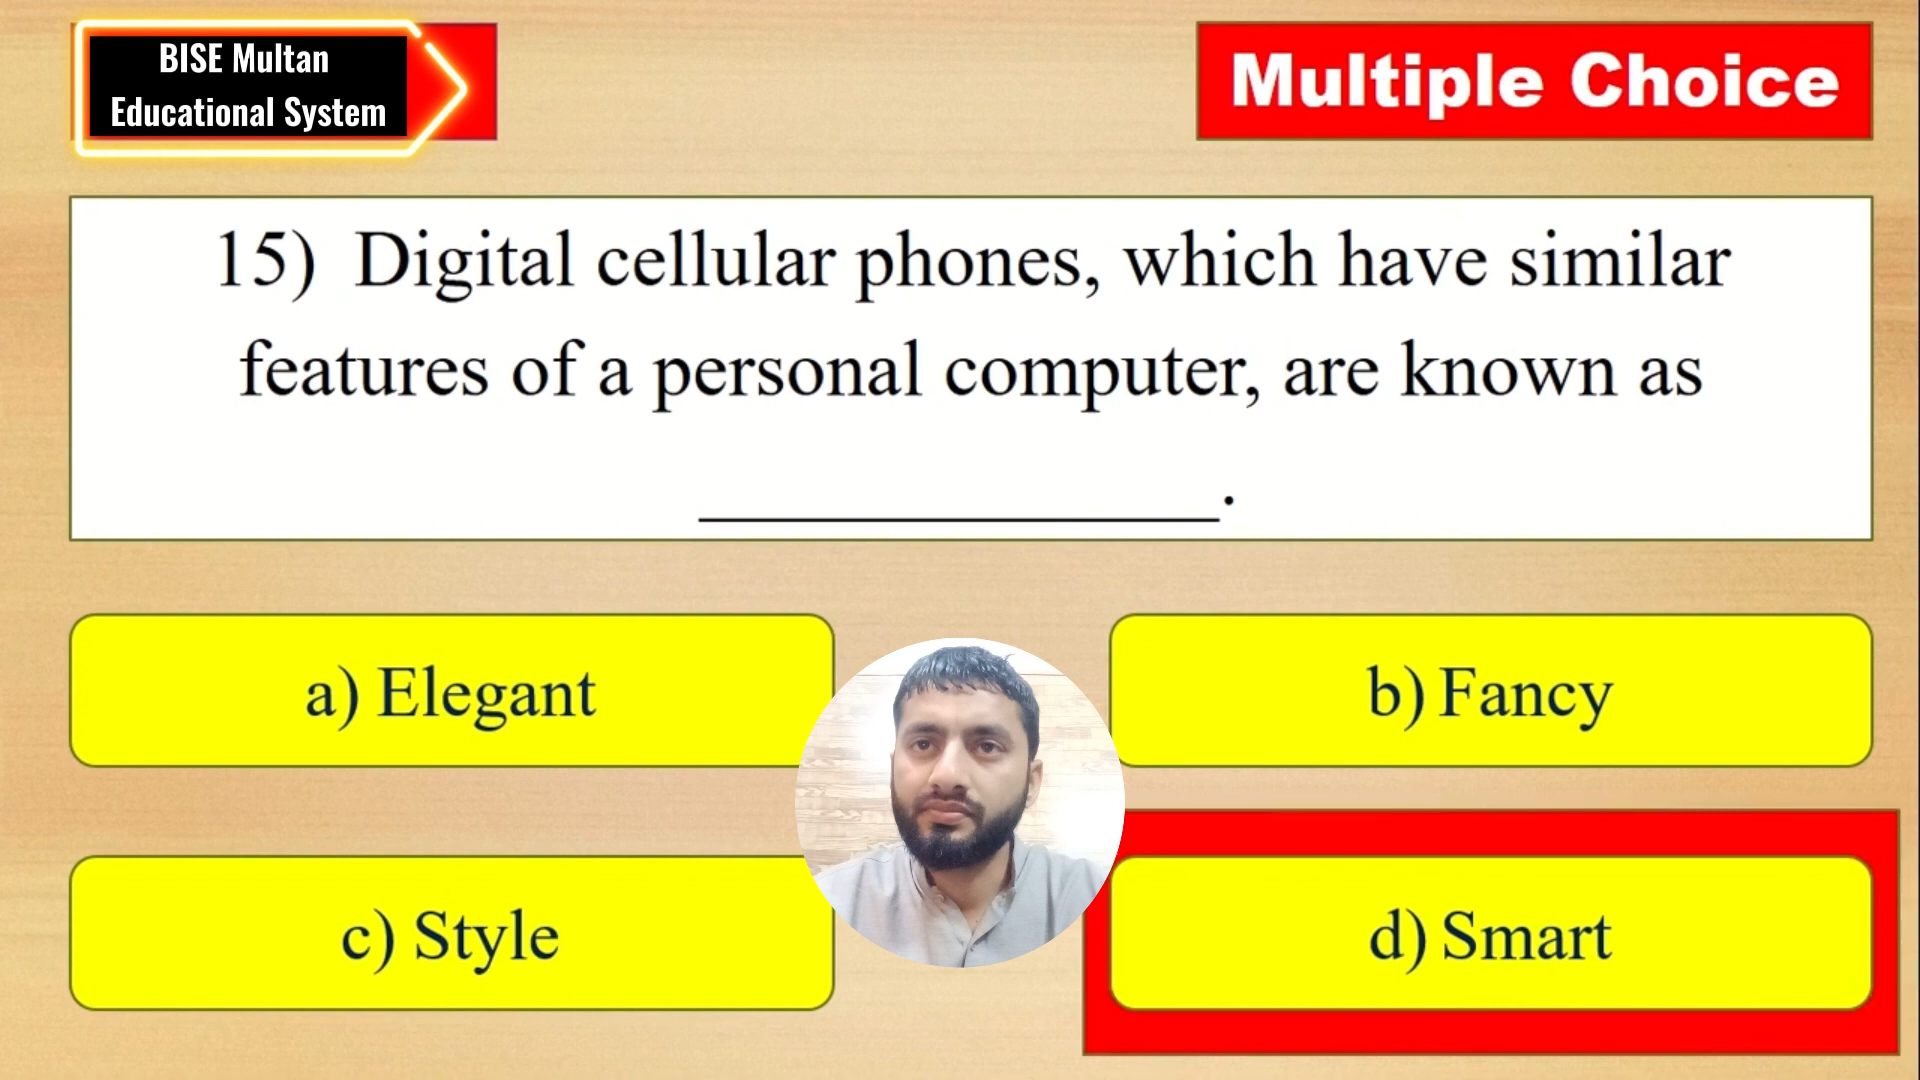 BISE Multan
Educational System
Multiple Choice
15) Digital cellular phones, which have similar
features of a personal computer, are known as
______________.
a) Elegant
b) Fancy
c) Style
d) Smart